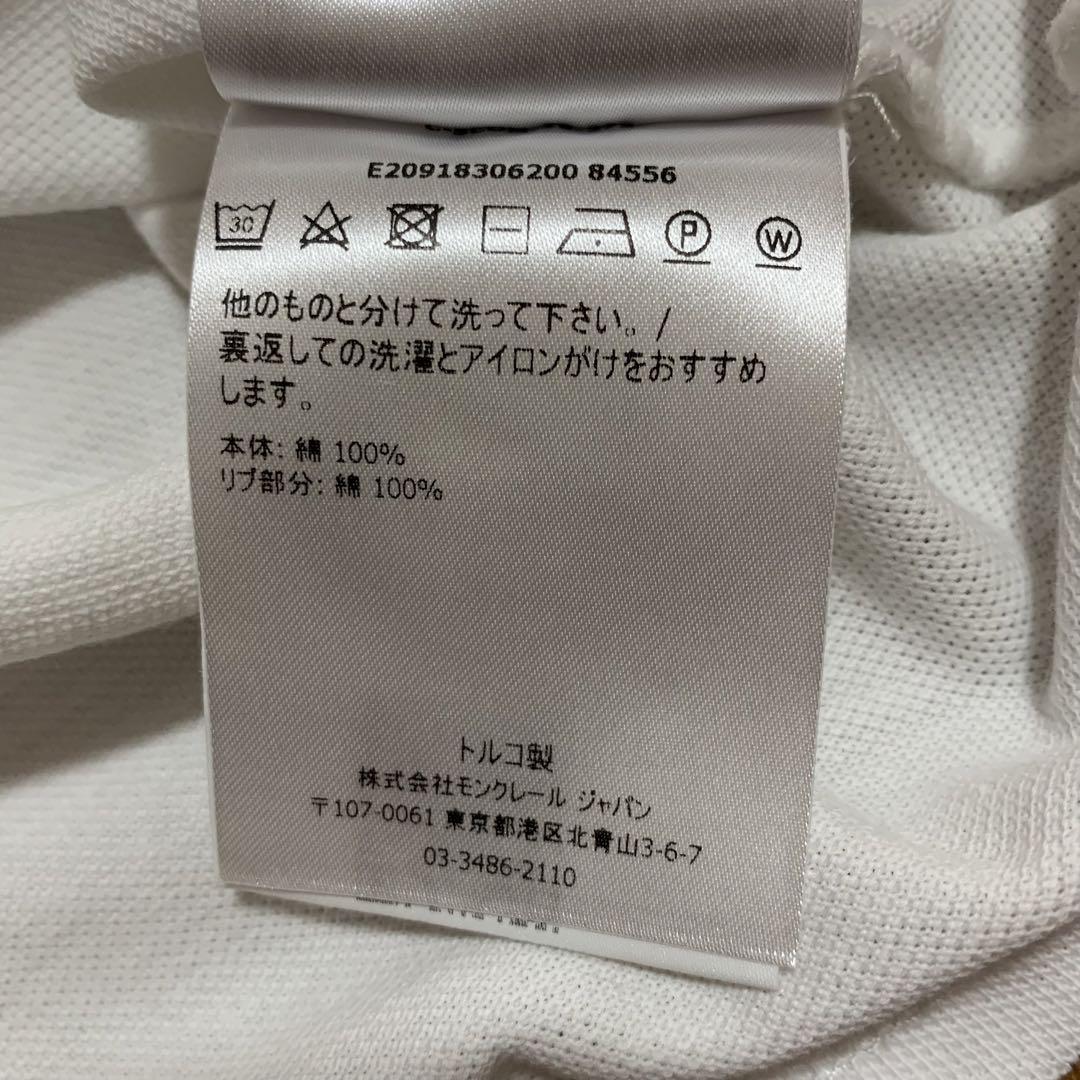 E20918306200 84556
30
P
W
他のものと分けて洗って下さい。/
裏返しての洗濯とアイロンがけをおすすめ
します。
本体: 綿 100%
リブ部分: 綿 100%
トルコ製
株式会社モンクレール ジャパン
〒107-0061 東京都港区北青山3-6-7
03-3486-2110